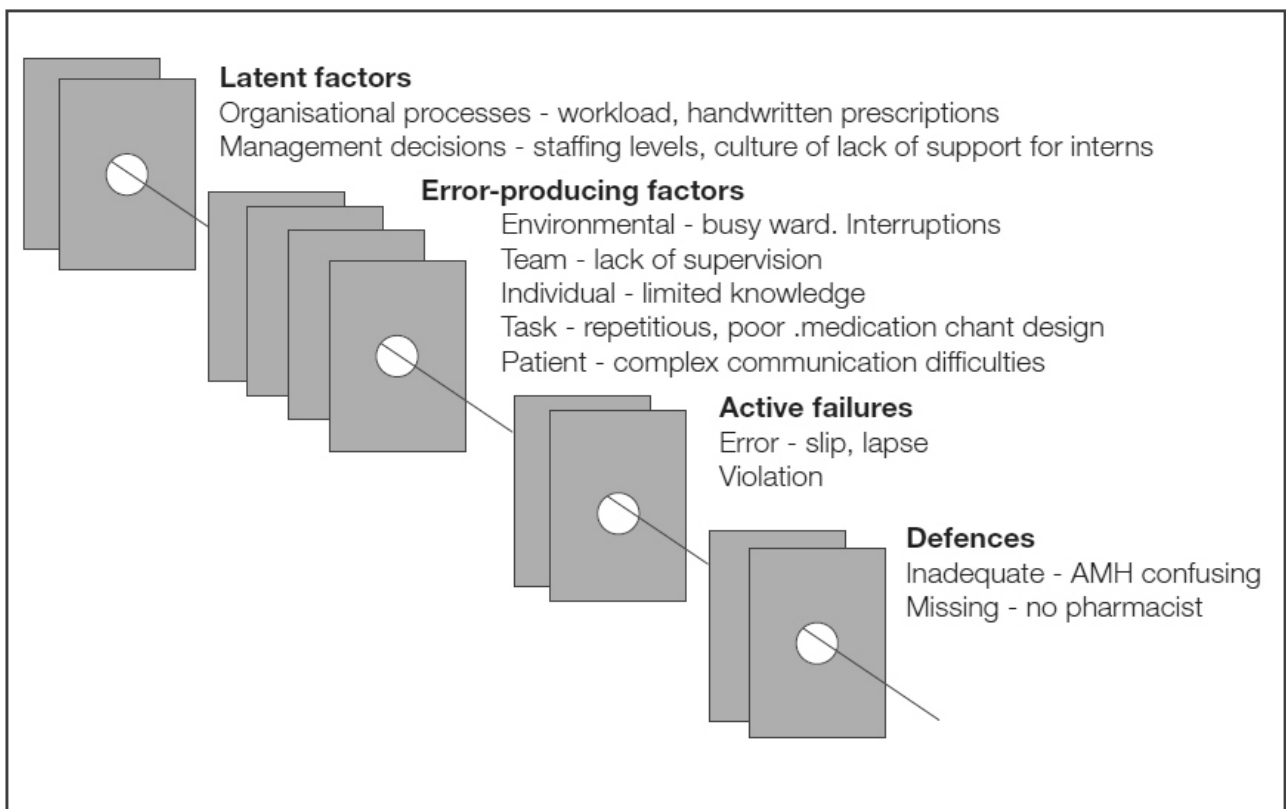 Latent factors
Organisational processes - workload, handwritten prescriptions
Management decisions - staffing levels, culture of lack of support for interns
Error-producing factors
Environmental - busy ward. Interruptions
Team - lack of supervision
Individual - limited knowledge
Task - repetitious, poor .medication chant design
Patient - complex communication difficulties
Active failures
Error - slip, lapse
Violation
Defences
Inadequate - AMH confusing
Missing - no pharmacist